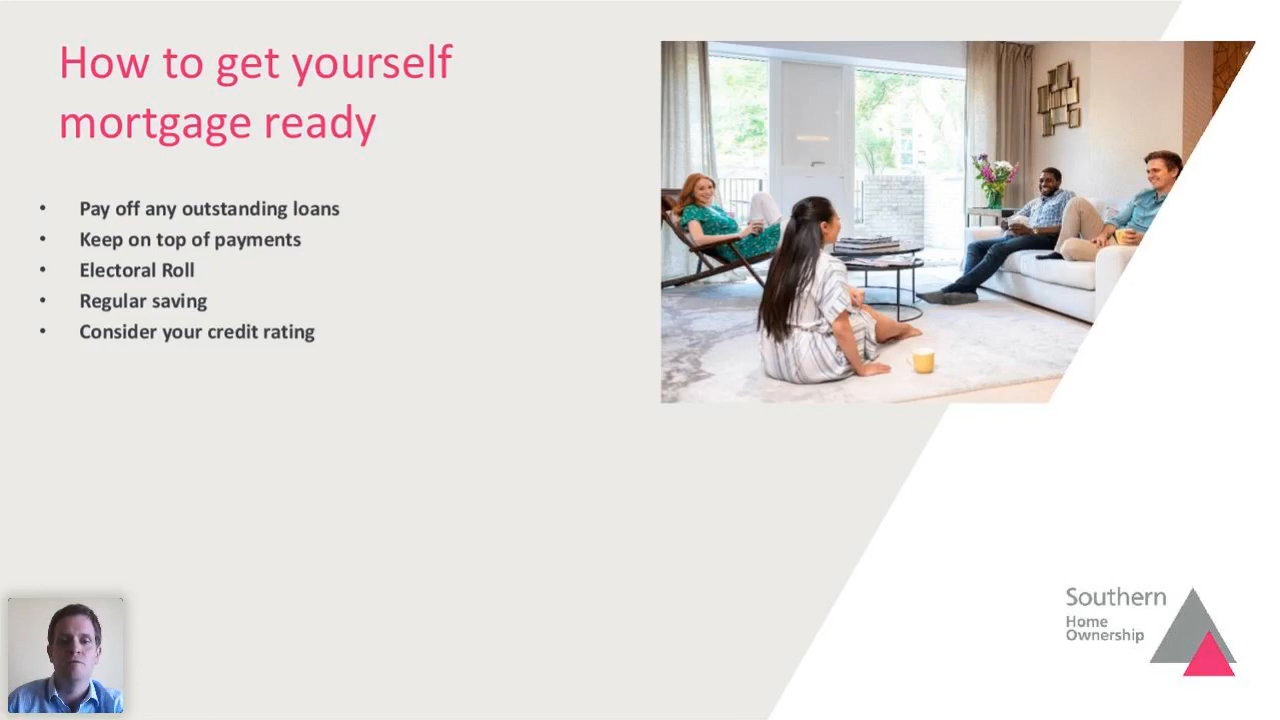 How to get yourself
mortgage ready
• Pay off any outstanding loans
• Keep on top of payments
• Electoral Roll
• Regular saving
• Consider your credit rating
Southern
Home
Ownership